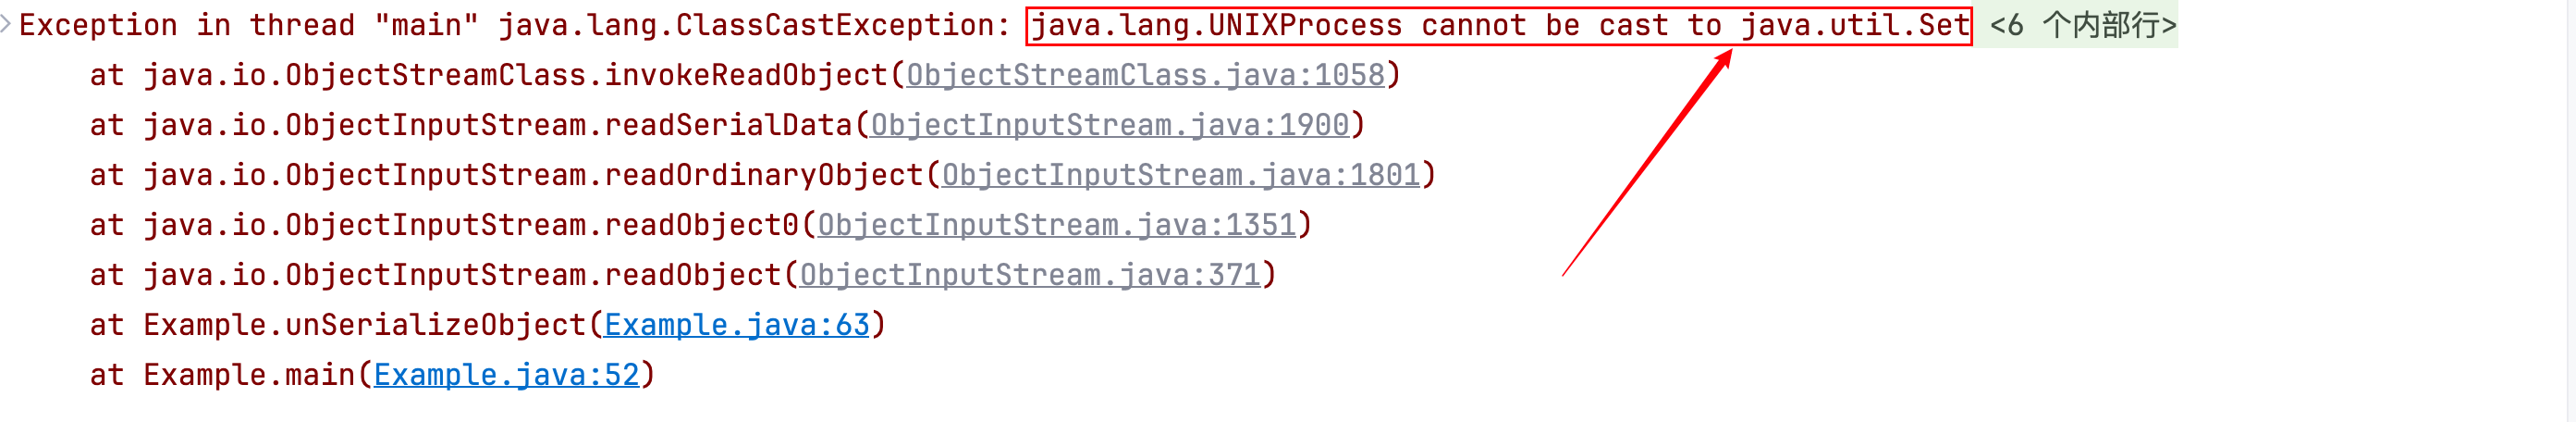 Exception in thread "main" java.lang.ClassCastException: java.lang.UNIXProcess cannot be cast to java.util.Set <6 个内部行>
at java.io.ObjectStreamClass.invokeReadObject(ObjectStreamClass.java:1058)
at java.io.ObjectInputStream.readSerialData(ObjectInputStream.java:1900)
at java.io.ObjectInputStream.readOrdinaryObject(ObjectInputStream.java:1801)
at java.io.ObjectInputStream.readObject0(ObjectInputStream.java:1351)
at java.io.ObjectInputStream.readObject(ObjectInputStream.java:371)
at Example.unSerializeObject(Example.java:63)
at Example.main(Example.java:52)